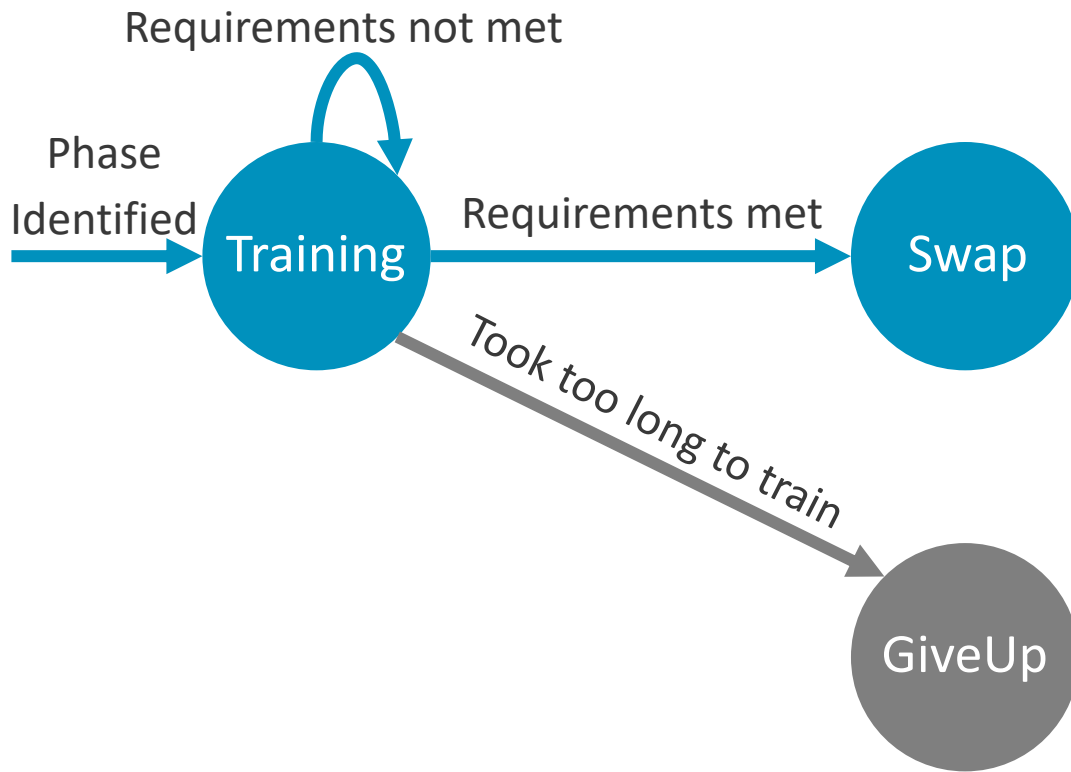 Requirements not met
Phase
Identified
Requirements met
Training
Swap
Took too long to train
GiveUp